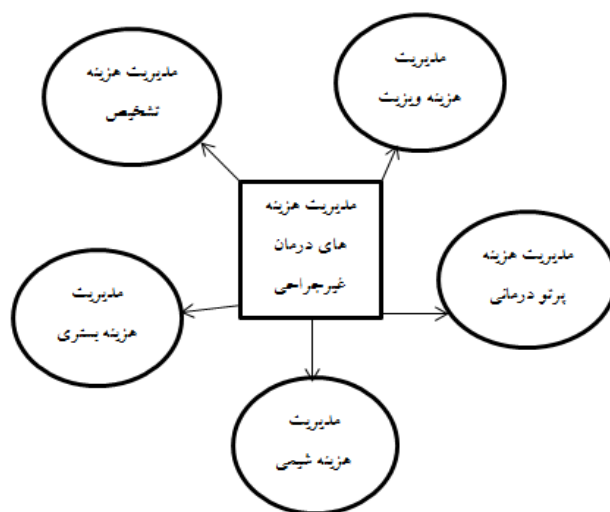 مدیریت
هزینه ویزیت
مدیریت هزینه
تشخیص
مدیریت هزینه
های درمان
غیرجراحی
مدیریت هزینه
پرتو درمانی
مدیریت
هزینه بستری
مدیریت
هزینه شیمی